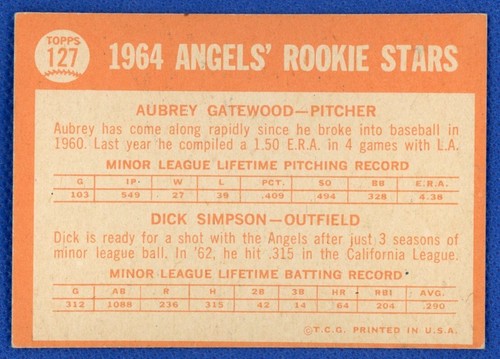 TOPPS
127
1964 ANGELS' ROOKIE STARS
AUBREY GATEWOOD—PITCHER
Aubrey has come along rapidly since he broke into baseball in
1960. Last year he compiled a 1.50 E.R.A. in 4 games with L.A.
MINOR LEAGUE LIFETIME PITCHING RECORD
G IP W L PCT. SO BB E.R.A.
103 549 27 39 .409 494 328 4.38
DICK SIMPSON—OUTFIELD
Dick is ready for a shot with the Angels after just 3 seasons of
minor league ball. In '62, he hit .315 in the California League.
MINOR LEAGUE LIFETIME BATTING RECORD
G AB R H 2B 3B HR RBI AVG.
312 1088 236 315 42 14 64 204 .290
©T.C.G. PRINTED IN U.S.A.